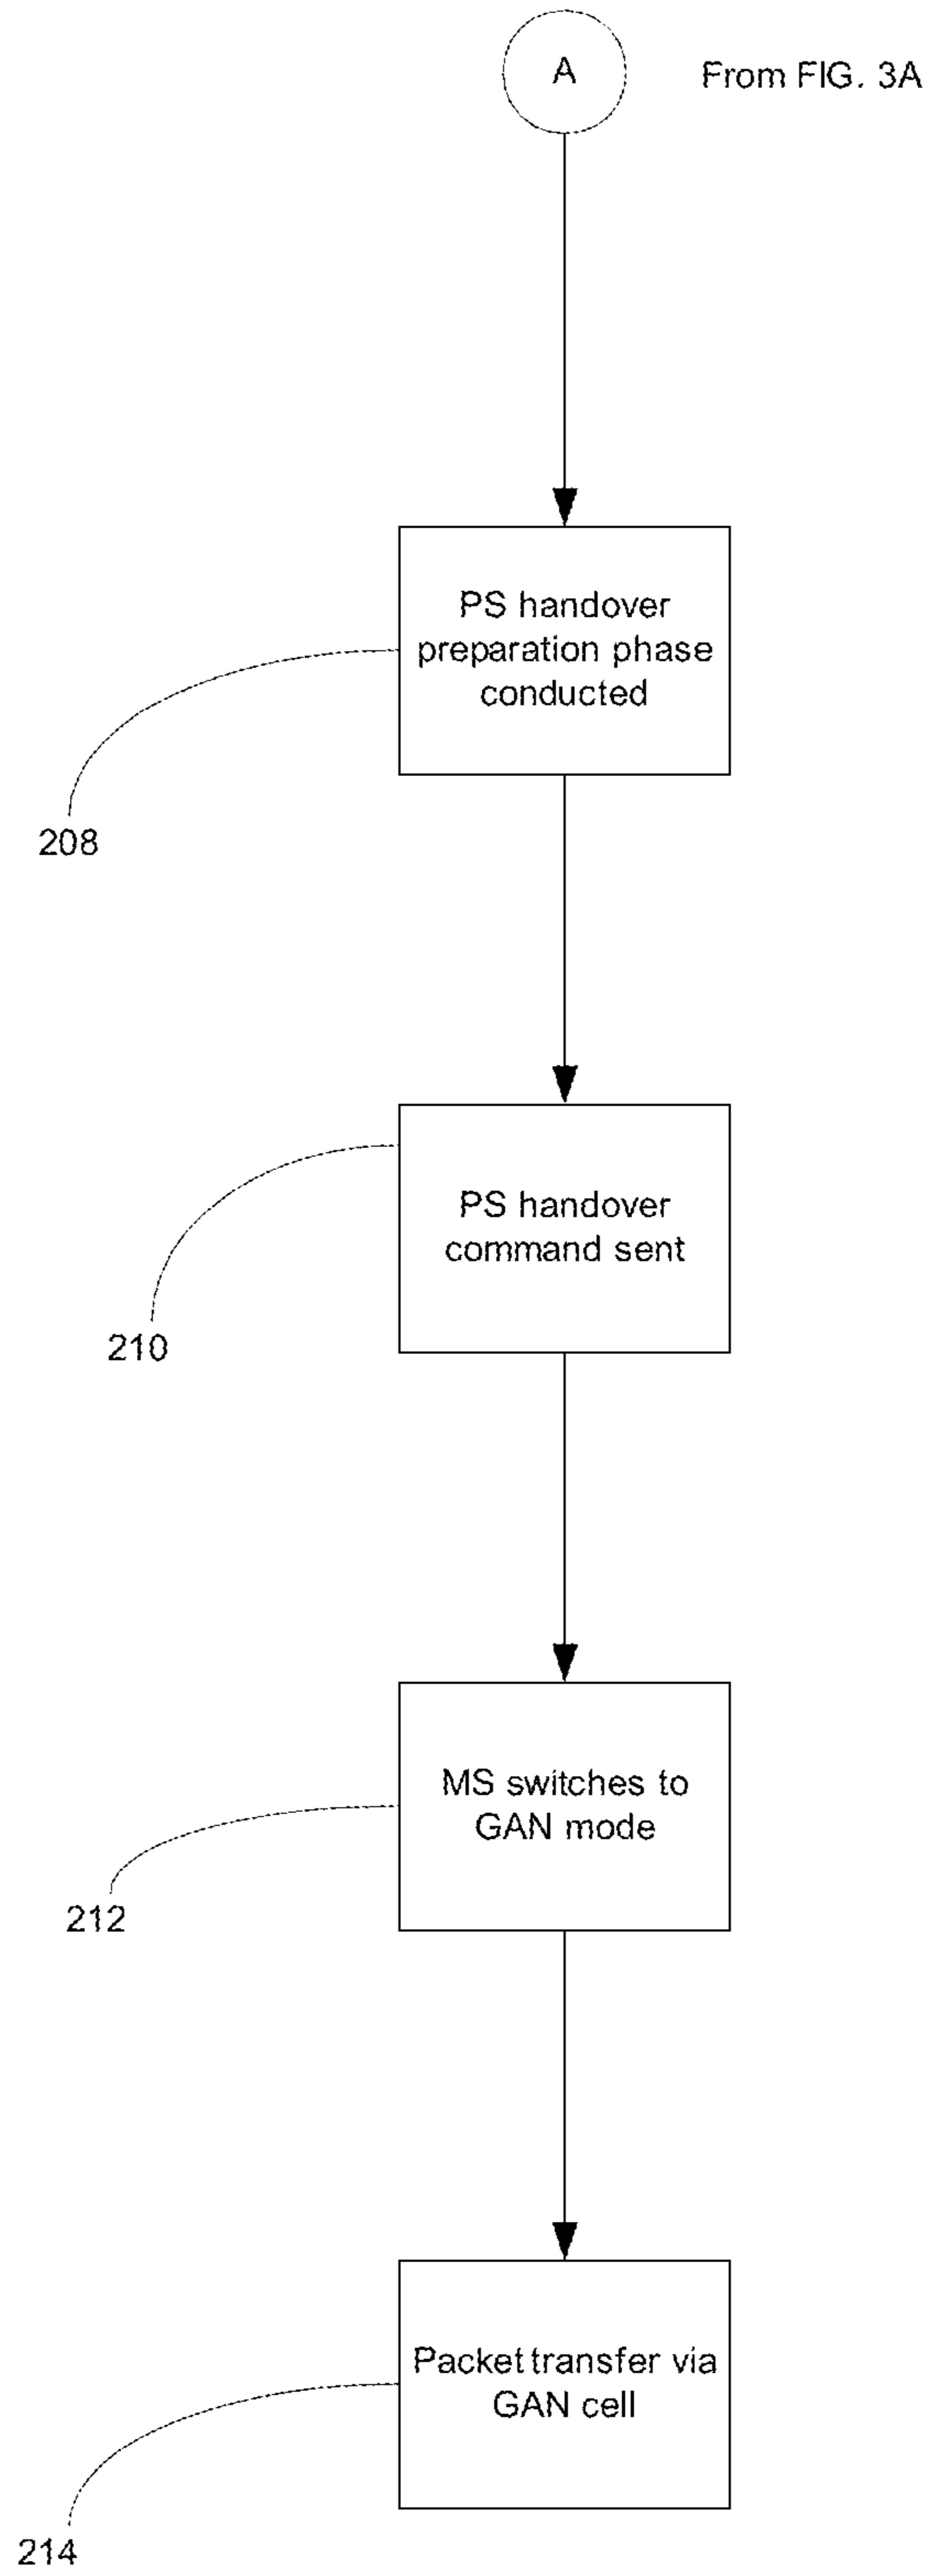 A
From FIG. 3A
PS handover
preparation phase
conducted
208
PS handover
command sent
210
MS switches to
GAN mode
212
Packet transfer via
GAN cell
214